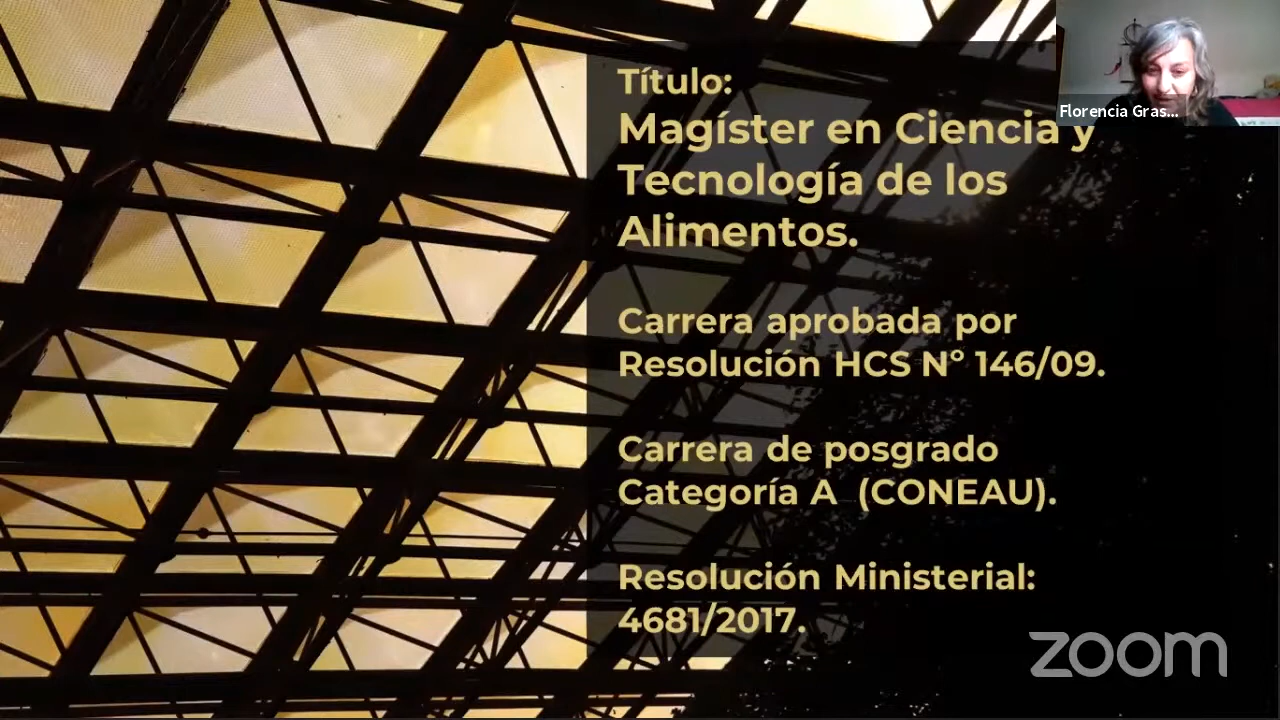 Título:
Magíster en Ciencia y
Tecnología de los
Alimentos.
Carrera aprobada por
Resolución HCS Nº 146/09.
Carrera de posgrado
Categoría A (CONEAU).
Resolución Ministerial:
4681/2017.
Florencia Gras...
zoom